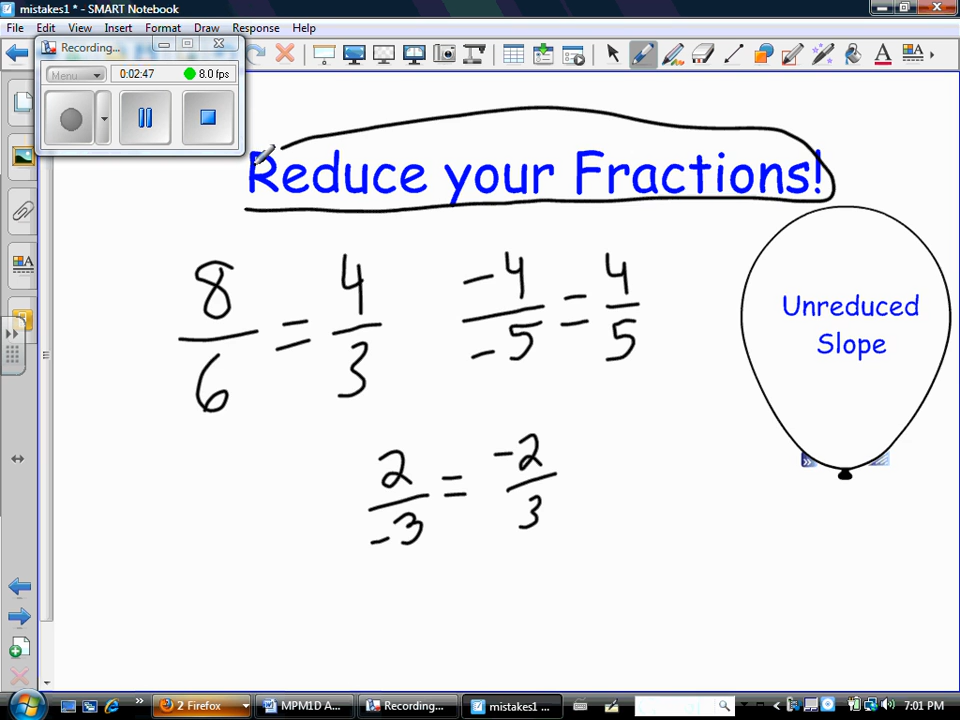 mistakes1 * - SMART Notebook
File Edit View Insert Format Draw Response Help
Recording...
Menu 0:02:47 8.0 fps
Reduce your Fractions!
8/6 = 4/3
-4/-5 = 4/5
Unreduced
Slope
2/-3 = -2/3
2 Firefox MPM1D A... Recording... mistakes1 ... 7:01 PM